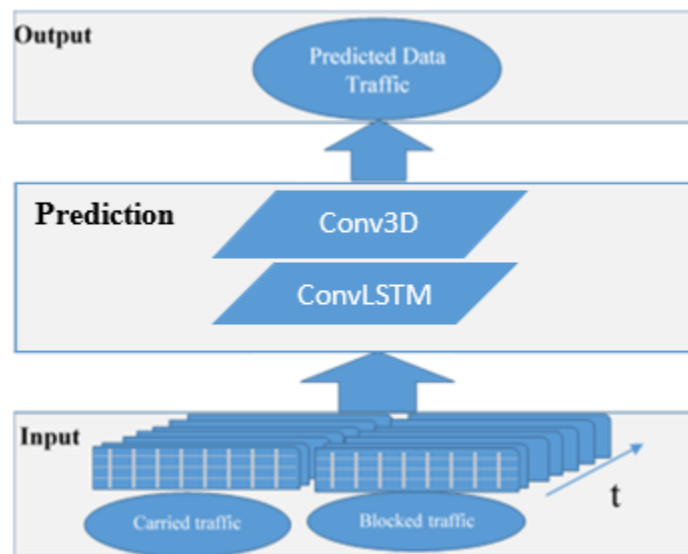 Output
Predicted Data
Traffic
Prediction
Conv3D
ConvLSTM
Input
t
Carried traffic
Blocked traffic